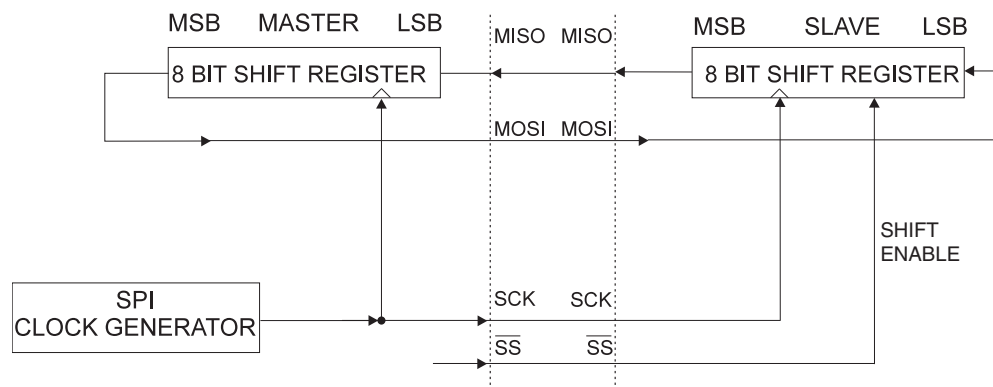 MSB MASTER LSB
MISO MISO
MSB SLAVE LSB
8 BIT SHIFT REGISTER
8 BIT SHIFT REGISTER
MOSI MOSI
SHIFT
ENABLE
SPI
CLOCK GENERATOR
SCK SCK
SS SS